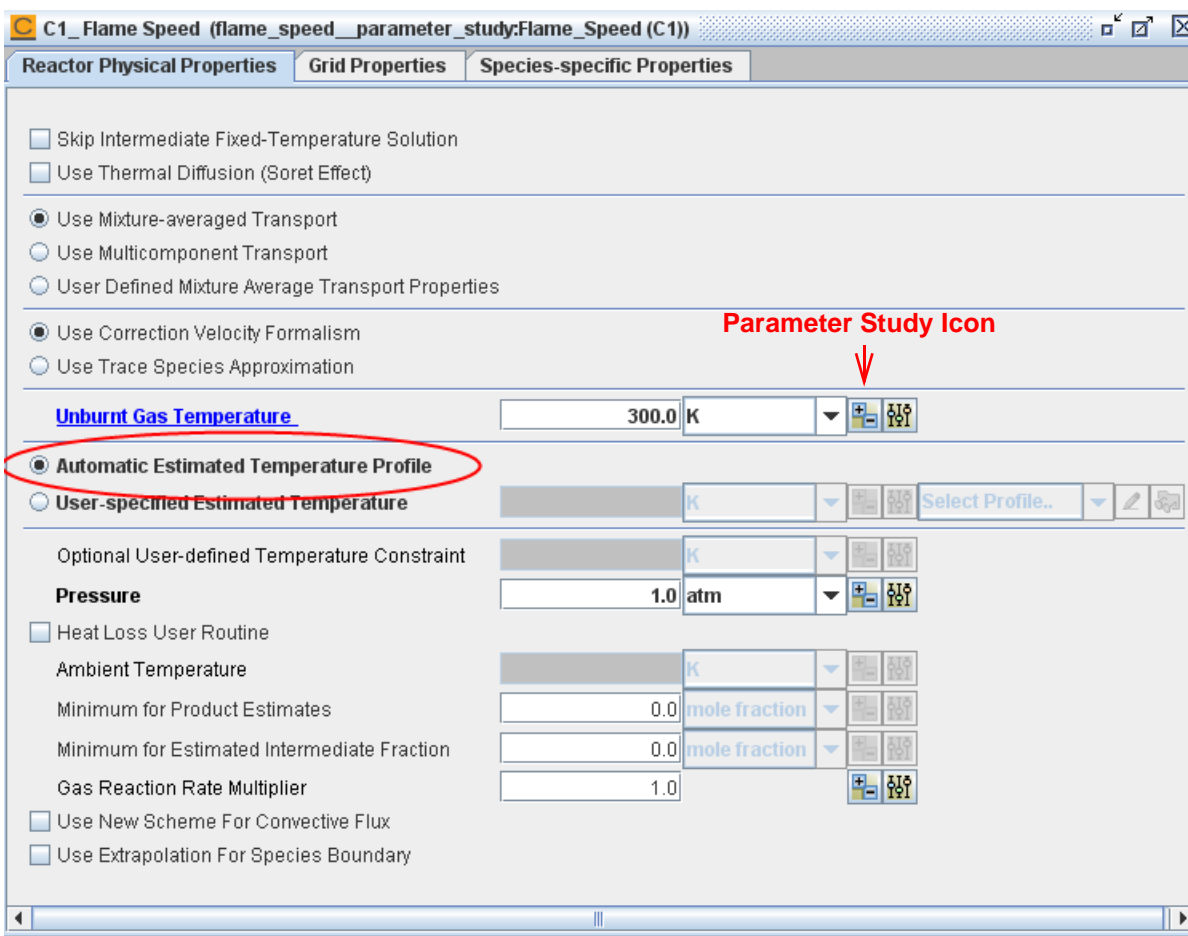 C C1_ Flame Speed (flame_speed__parameter_study:Flame_Speed (C1))
Reactor Physical Properties Grid Properties Species-specific Properties
Skip Intermediate Fixed-Temperature Solution
Use Thermal Diffusion (Soret Effect)
Use Mixture-averaged Transport
Use Multicomponent Transport
User Defined Mixture Average Transport Properties
Use Correction Velocity Formalism
Parameter Study Icon
Use Trace Species Approximation
Unburnt Gas Temperature 300.0 K
Automatic Estimated Temperature Profile
User-specified Estimated Temperature K Select Profile..
Optional User-defined Temperature Constraint K
Pressure 1.0 atm
Heat Loss User Routine
Ambient Temperature K
Minimum for Product Estimates 0.0 mole fraction
Minimum for Estimated Intermediate Fraction 0.0 mole fraction
Gas Reaction Rate Multiplier 1.0
Use New Scheme For Convective Flux
Use Extrapolation For Species Boundary